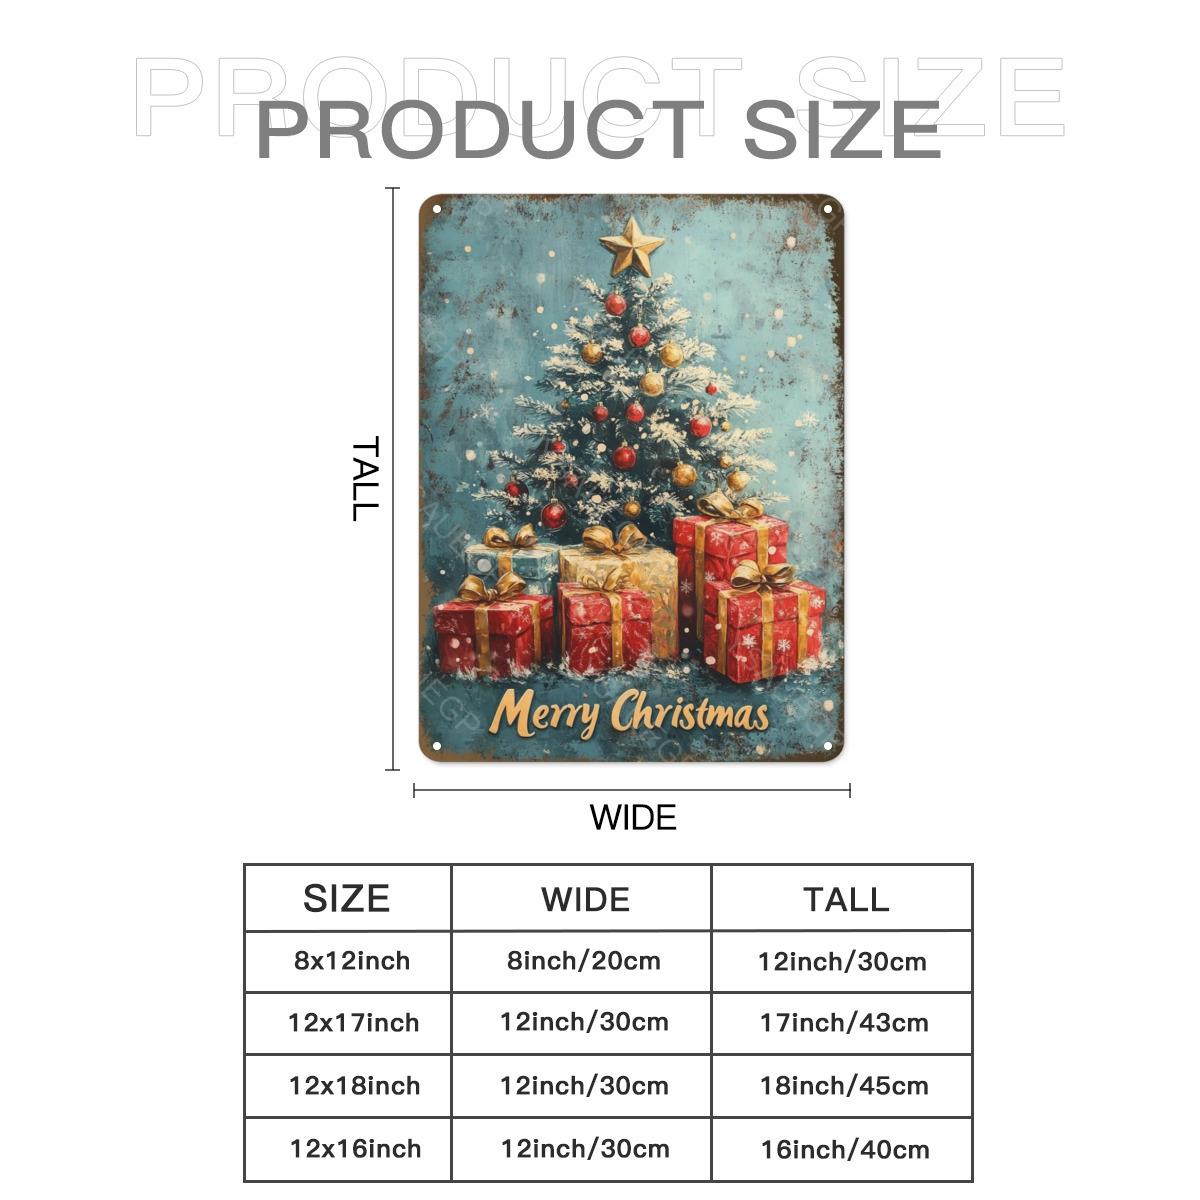 PRODUCT SIZE
PRODUCT SIZE
TALL
Merry Christmas
WIDE
SIZE WIDE TALL
8x12inch 8inch/20cm 12inch/30cm
12x17inch 12inch/30cm 17inch/43cm
12x18inch 12inch/30cm 18inch/45cm
12x16inch 12inch/30cm 16inch/40cm